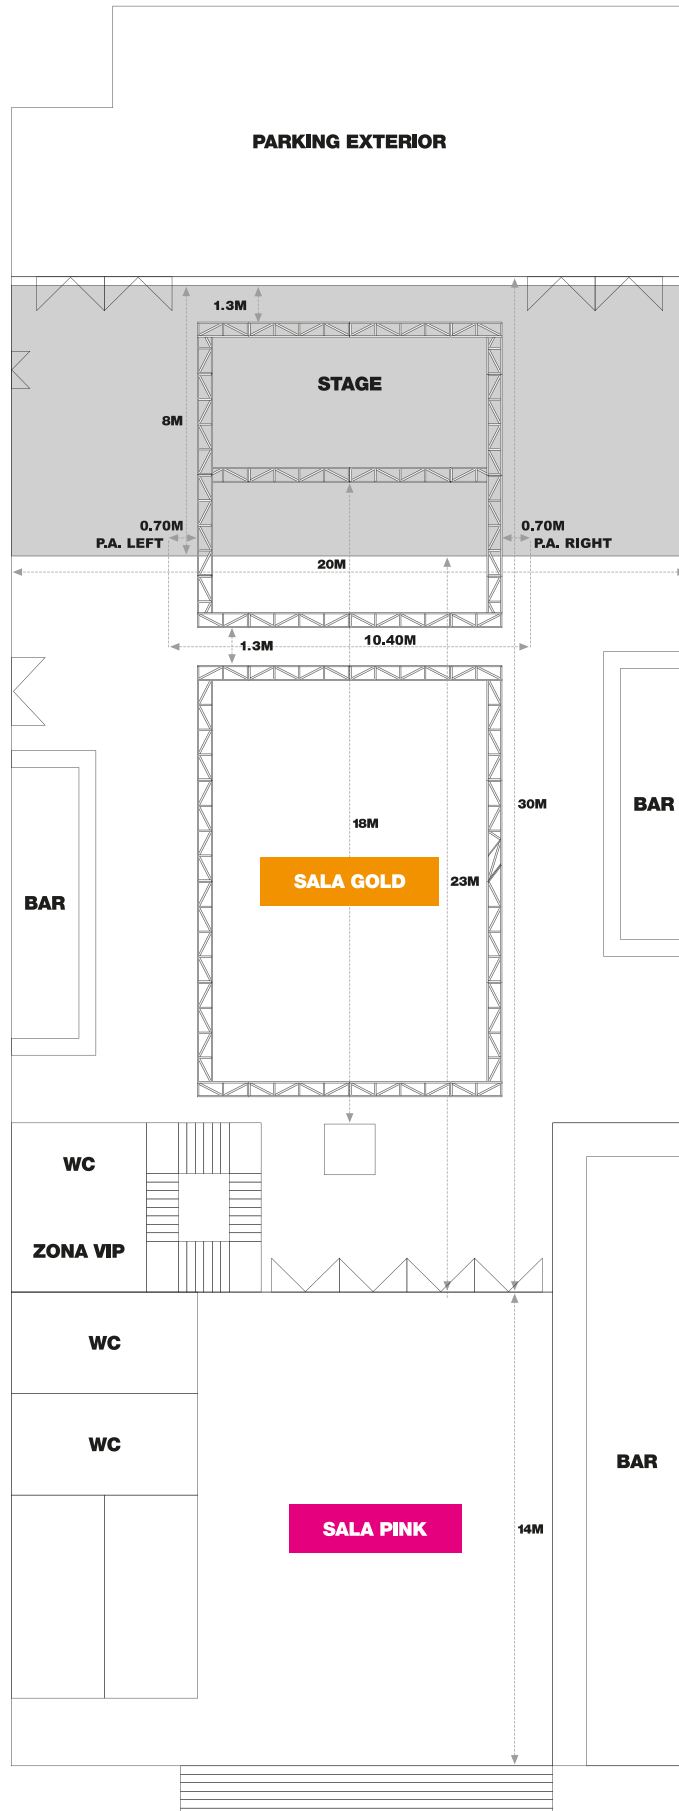 PARKING EXTERIOR
1.3M
STAGE
8M
0.70M
0.70M
P.A. LEFT
P.A. RIGHT
20M
10.40M
1.3M
30M
BAR
18M
SALA GOLD
23M
BAR
WC
ZONA VIP
WC
WC
BAR
SALA PINK
14M